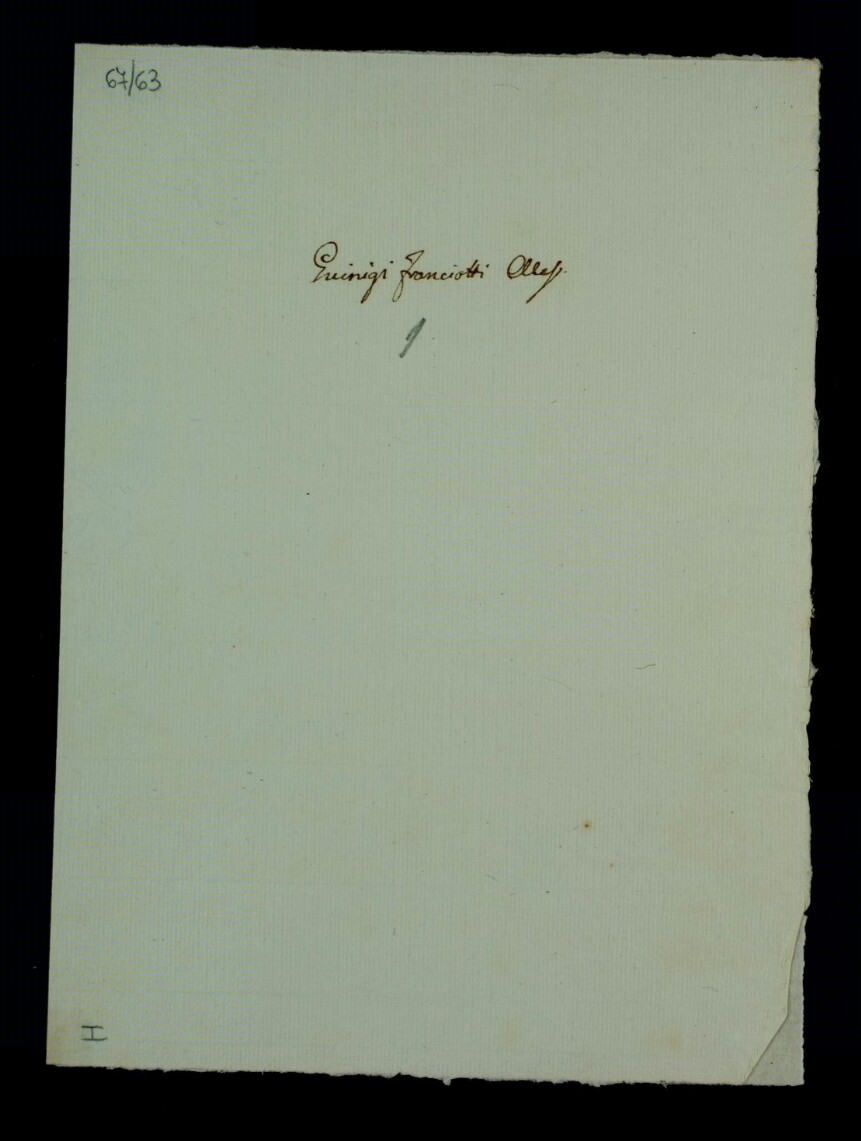 67/63
Guinigi Franciotti Aless.
1
I